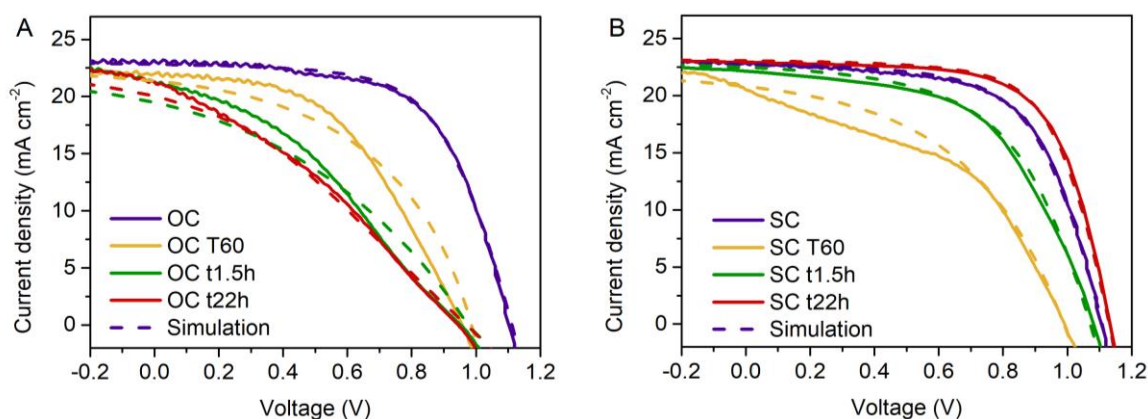 A
Current density (mA cm⁻²)
25
20
15
10
5
0
OC
OC T60
OC t1.5h
OC t22h
Simulation
-0.2 0.0 0.2 0.4 0.6 0.8 1.0 1.2
Voltage (V)
B
Current density (mA cm⁻²)
25
20
15
10
5
0
SC
SC T60
SC t1.5h
SC t22h
Simulation
-0.2 0.0 0.2 0.4 0.6 0.8 1.0 1.2
Voltage (V)